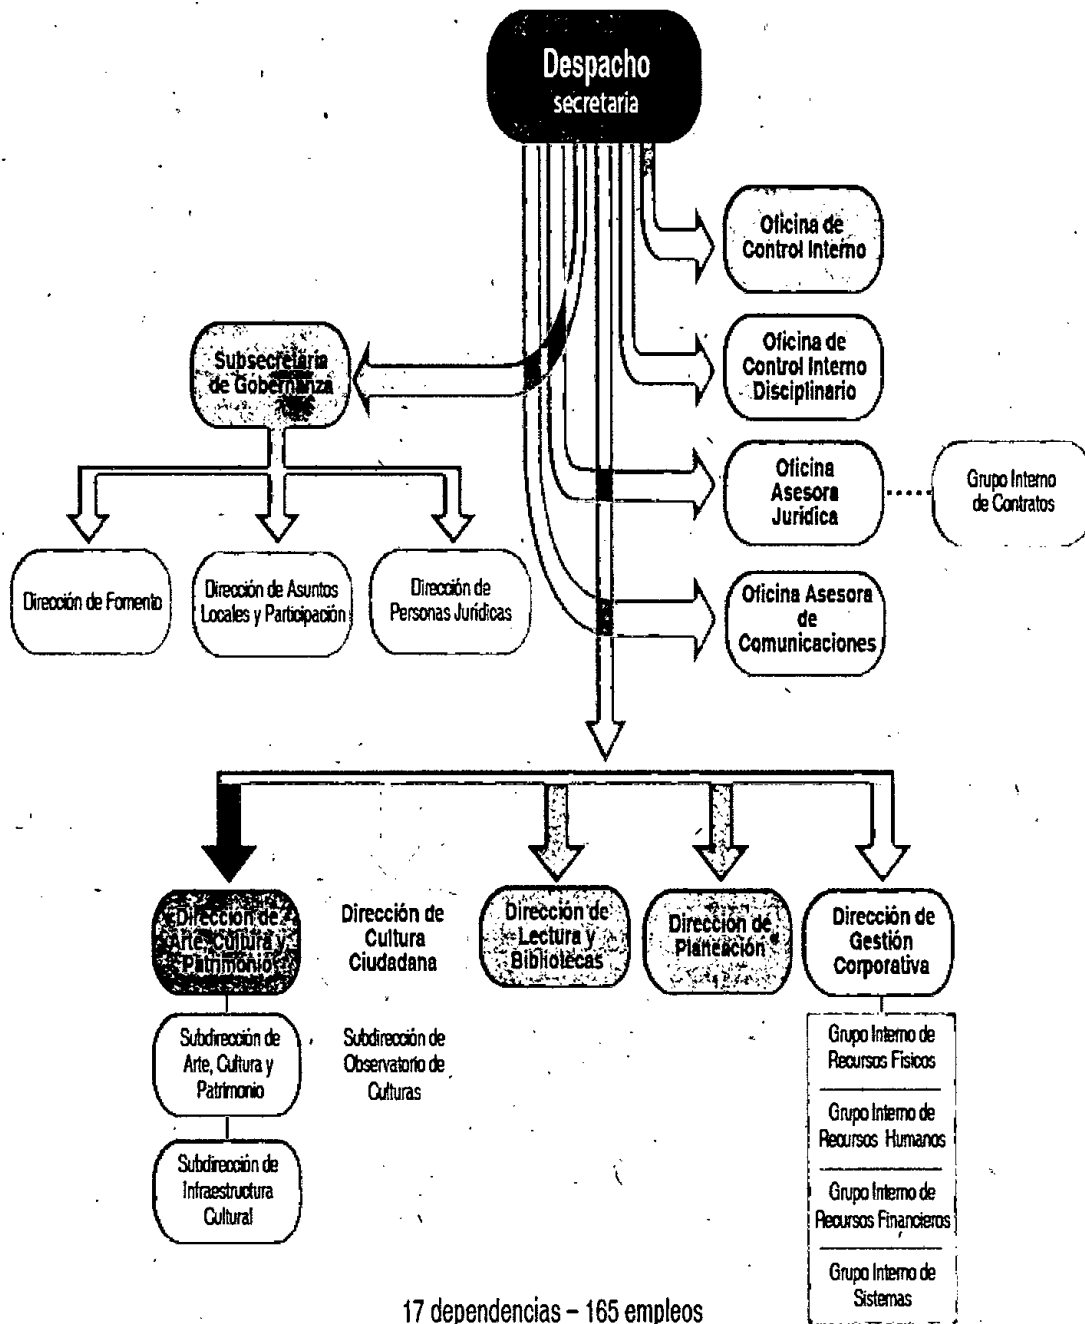 Despacho
secretaria
Oficina de
Control Interno
Oficina de
Control Interno
Disciplinario
Subsecretaría
de Gobernanza
Oficina
Asesora
Jurídica
Grupo Interno
de Contratos
Dirección de Fomento
Dirección de Asuntos
Locales y Participación
Dirección de
Personas Jurídicas
Oficina Asesora
de
Comunicaciones
Dirección de
Arte, Cultura y
Patrimonio
Dirección de
Cultura
Ciudadana
Dirección de
Lectura y
Bibliotecas
Dirección de
Planeación
Dirección de
Gestión
Corporativa
Subdirección de
Arte, Cultura y
Patrimonio
Subdirección de
Observatorio de
Culturas
Grupo Interno de
Recursos Físicos
Grupo Interno de
Recursos Humanos
Subdirección de
Infraestructura
Cultural
Grupo Interno de
Recursos Financieros
Grupo Interno de
Sistemas
17 dependencias – 165 empleos